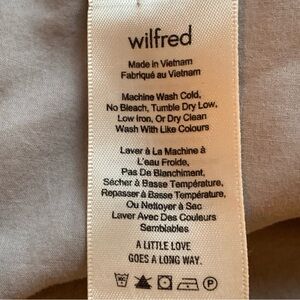 wilfred
Made in Vietnam
Fabriqué au Vietnam
Machine Wash Cold,
No Bleach, Tumble Dry Low,
Low Iron, Or Dry Clean
Wash With Like Colours
Laver à La Machine à
L'eau Froide,
Pas De Blanchiment,
Sécher à Basse Température,
Repasser à Basse Température,
Ou Nettoyer à Sac
Laver Avec Des Couleurs
Semblables
A LITTLE LOVE
GOES A LONG WAY.
P